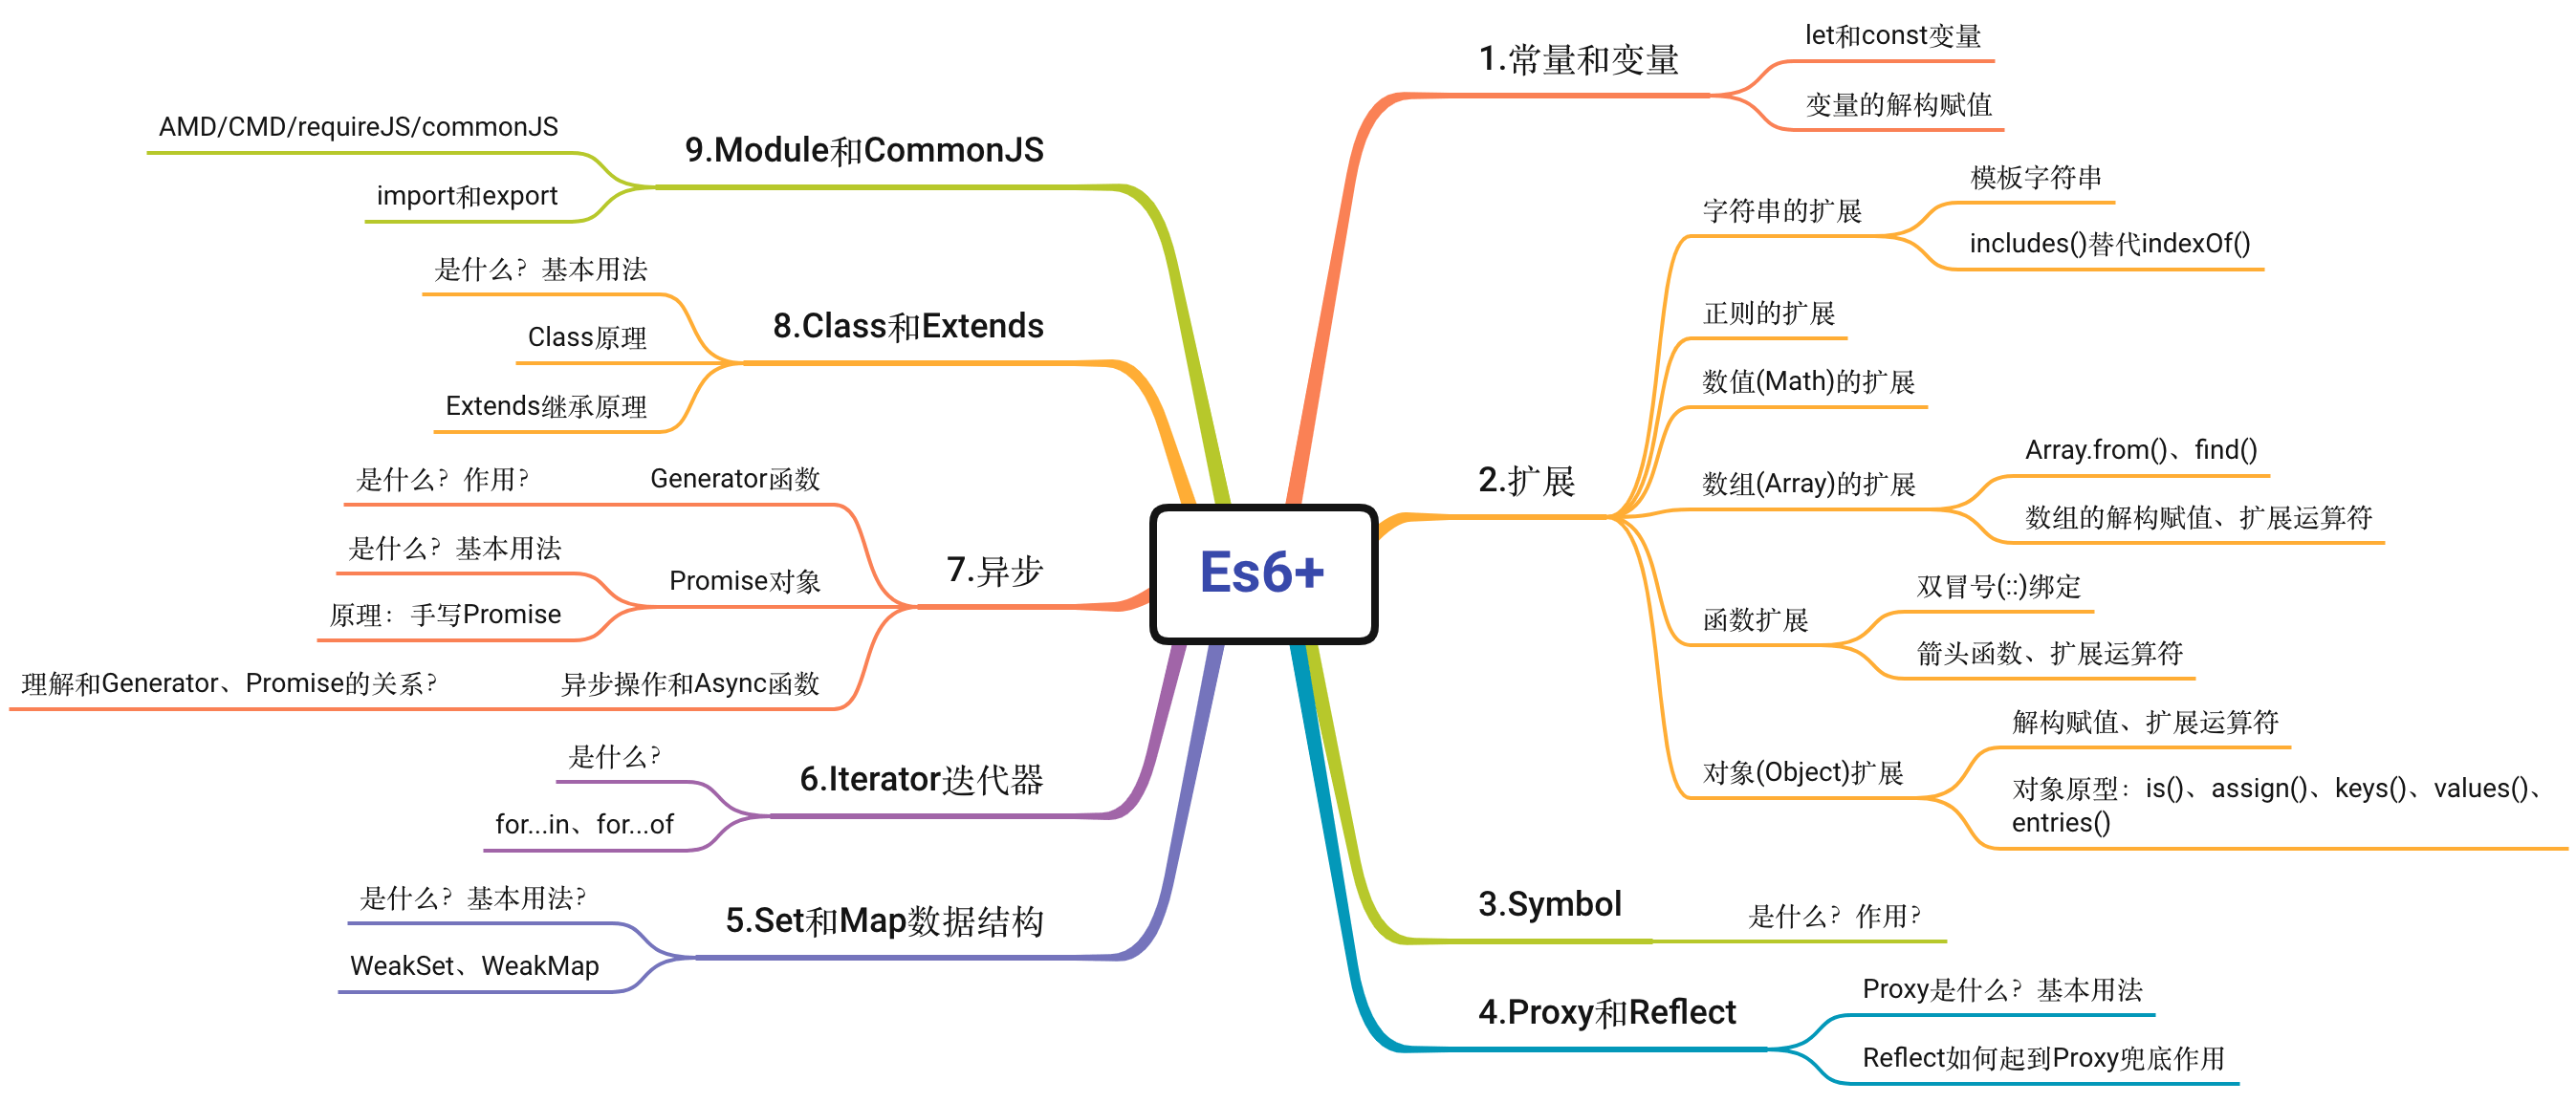 Es6+
1.常量和变量
let和const变量
变量的解构赋值
2.扩展
字符串的扩展
模板字符串
includes()替代indexOf()
正则的扩展
数值(Math)的扩展
数组(Array)的扩展
Array.from()、find()
数组的解构赋值、扩展运算符
函数扩展
双冒号(::)绑定
箭头函数、扩展运算符
对象(Object)扩展
解构赋值、扩展运算符
对象原型：is()、assign()、keys()、values()、
entries()
3.Symbol
是什么？作用？
4.Proxy和Reflect
Proxy是什么？基本用法
Reflect如何起到Proxy兜底作用
5.Set和Map数据结构
是什么？基本用法？
WeakSet、WeakMap
6.Iterator迭代器
是什么？
for...in、for...of
7.异步
Generator函数
是什么？作用？
Promise对象
是什么？基本用法
原理：手写Promise
异步操作和Async函数
理解和Generator、Promise的关系？
8.Class和Extends
是什么？基本用法
Class原理
Extends继承原理
9.Module和CommonJS
AMD/CMD/requireJS/commonJS
import和export